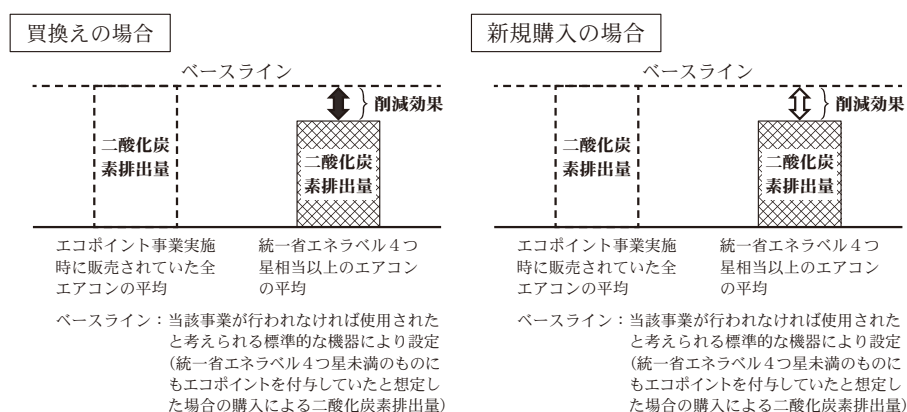 買換えの場合
ベースライン
削減効果
二酸化炭
素排出量
二酸化炭
素排出量
エコポイント事業実施
時に販売されていた全
エアコンの平均
統一省エネラベル4つ
星相当以上のエアコン
の平均
ベースライン：当該事業が行われなければ使用された
と考えられる標準的な機器により設定
(統一省エネラベル4つ星未満のものに
もエコポイントを付与していたと想定し
た場合の購入による二酸化炭素排出量)
新規購入の場合
ベースライン
削減効果
二酸化炭
素排出量
二酸化炭
素排出量
エコポイント事業実施
時に販売されていた全
エアコンの平均
統一省エネラベル4つ
星相当以上のエアコン
の平均
ベースライン：当該事業が行われなければ使用された
と考えられる標準的な機器により設定
(統一省エネラベル4つ星未満のものに
もエコポイントを付与していたと想定し
た場合の購入による二酸化炭素排出量)